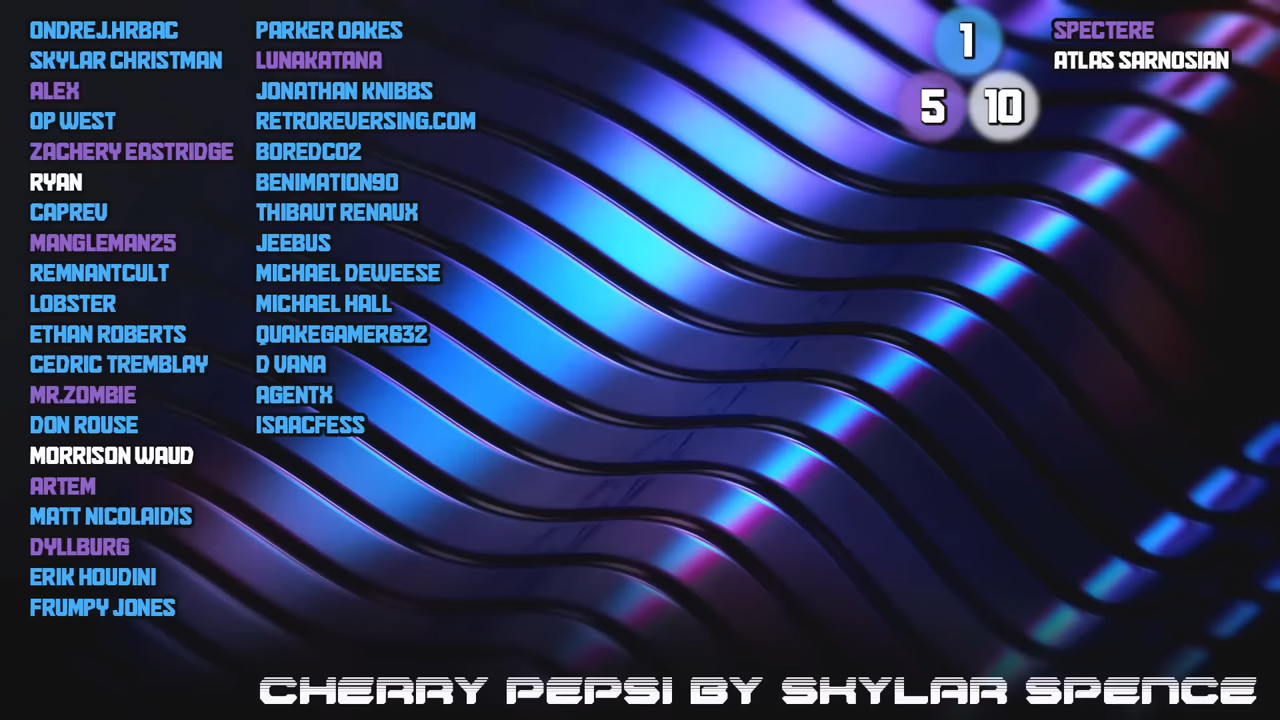 ONDREJ.HRBAC
SKYLAR CHRISTMAN
ALEX
OP WEST
ZACHERY EASTRIDGE
RYAN
CAPREV
MANGLEMAN25
REMNANTCULT
LOBSTER
ETHAN ROBERTS
CEDRIC TREMBLAY
MR.ZOMBIE
DON ROUSE
MORRISON WAUD
ARTEM
MATT NICOLAIDIS
DYLLBURG
ERIK HOUDINI
FRUMPY JONES
PARKER OAKES
LUNAKATANA
JONATHAN KNIBBS
RETROREVERSING.COM
BOREDCO2
BENIMATION90
THIBAUT RENAUX
JEEBUS
MICHAEL DEWEESE
MICHAEL HALL
QUAKEGAMER632
D VANA
AGENTX
ISAACFESS
1
5 10
SPECTERE
ATLAS SARNOSIAN
CHERRY PEPSI BY SKYLAR SPENCE